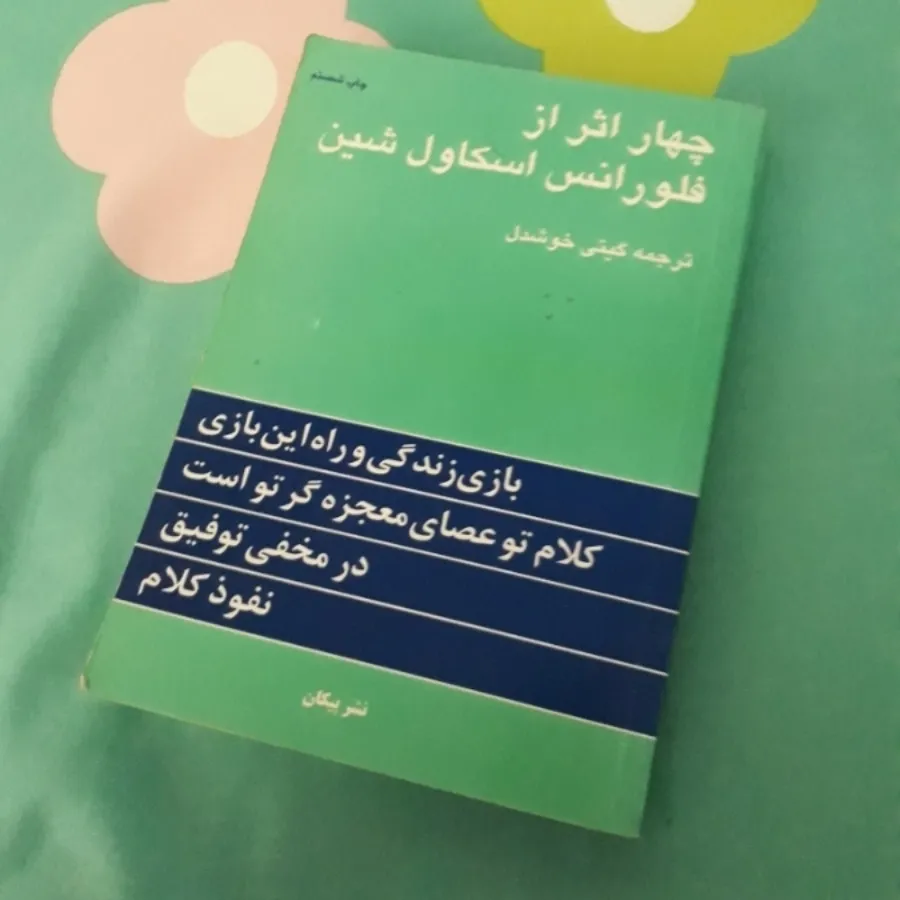 چاپ شصتم
چهار اثر از
فلورانس اسکاول شین
ترجمه گیتی خوشدل
بازی زندگی و راه این بازی
کلام تو عصای معجزه گر تو است
در مخفی توفیق
نفوذ کلام
نشر پیکان